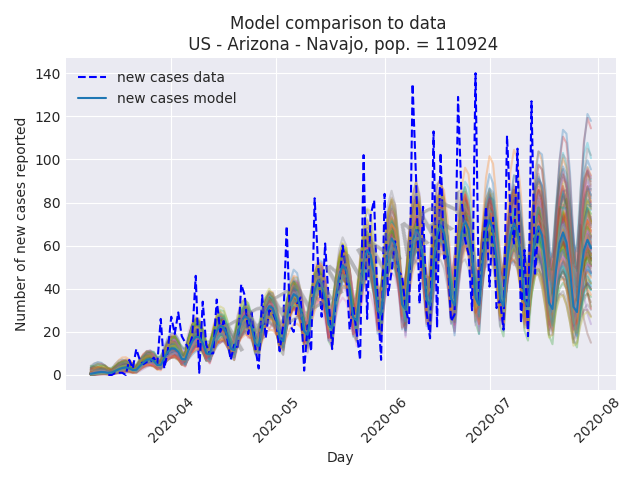 Model comparison to data
US - Arizona - Navajo, pop. = 110924
new cases data
new cases model
Number of new cases reported
140
120
100
80
60
40
20
0
2020-04
2020-05
2020-06
2020-07
2020-08
Day